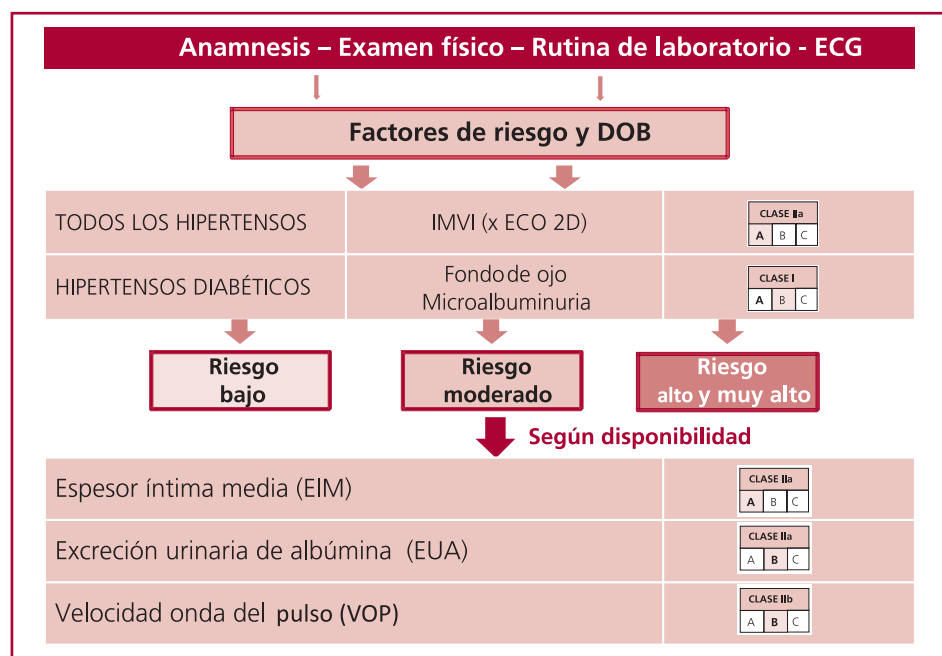 Anamnesis – Examen físico – Rutina de laboratorio - ECG
Factores de riesgo y DOB
TODOS LOS HIPERTENSOS
IMVI (x ECO 2D)
CLASE IIa
A B C
HIPERTENSOS DIABÉTICOS
Fondo de ojo
Microalbuminuria
CLASE I
A B C
Riesgo
bajo
Riesgo
moderado
Riesgo
alto y muy alto
Según disponibilidad
Espesor íntima media (EIM)
CLASE IIa
A B C
Excreción urinaria de albúmina (EUA)
CLASE IIa
A B C
Velocidad onda del pulso (VOP)
CLASE IIb
A B C